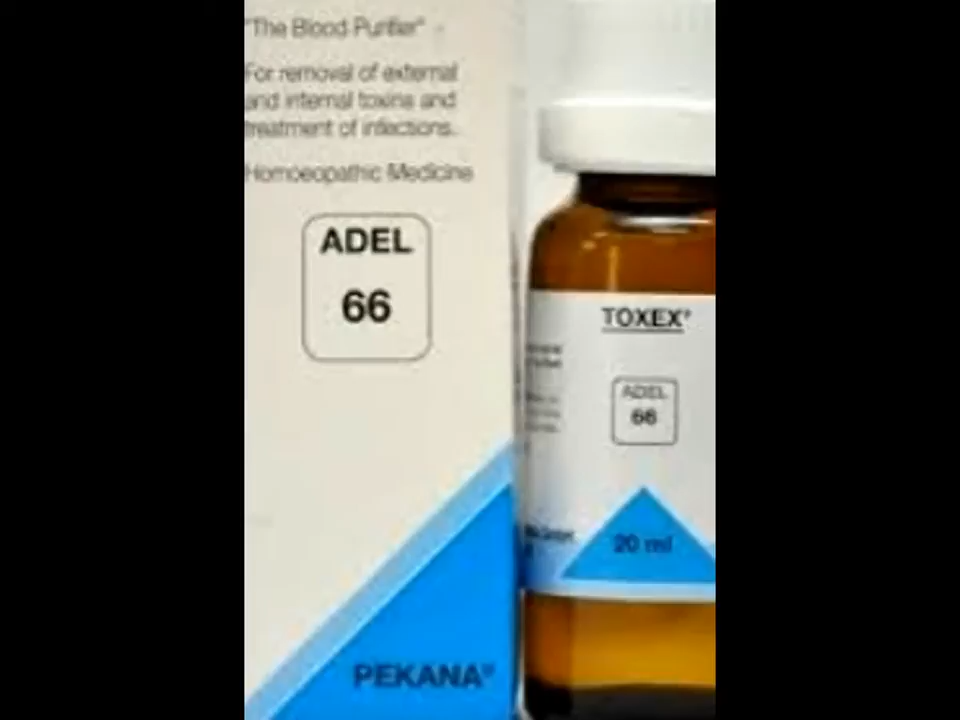 "The Blood Purifier" -
For removal of external
and internal toxins and
treatment of infections.
Homoeopathic Medicine
ADEL
66
PEKANA®
TOXEX®
ADEL
66
20 ml